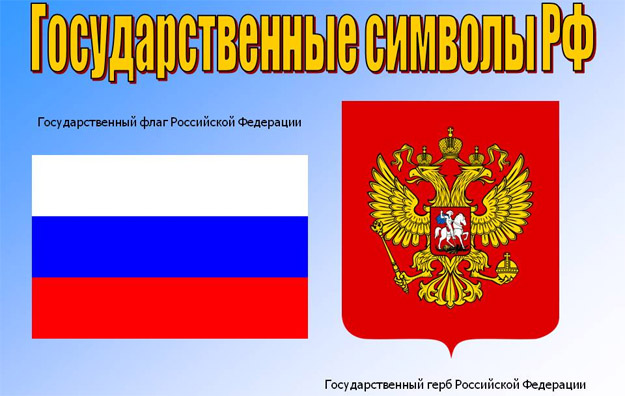 Государственные символы РФ
Государственный флаг Российской Федерации
Государственный герб Российской Федерации